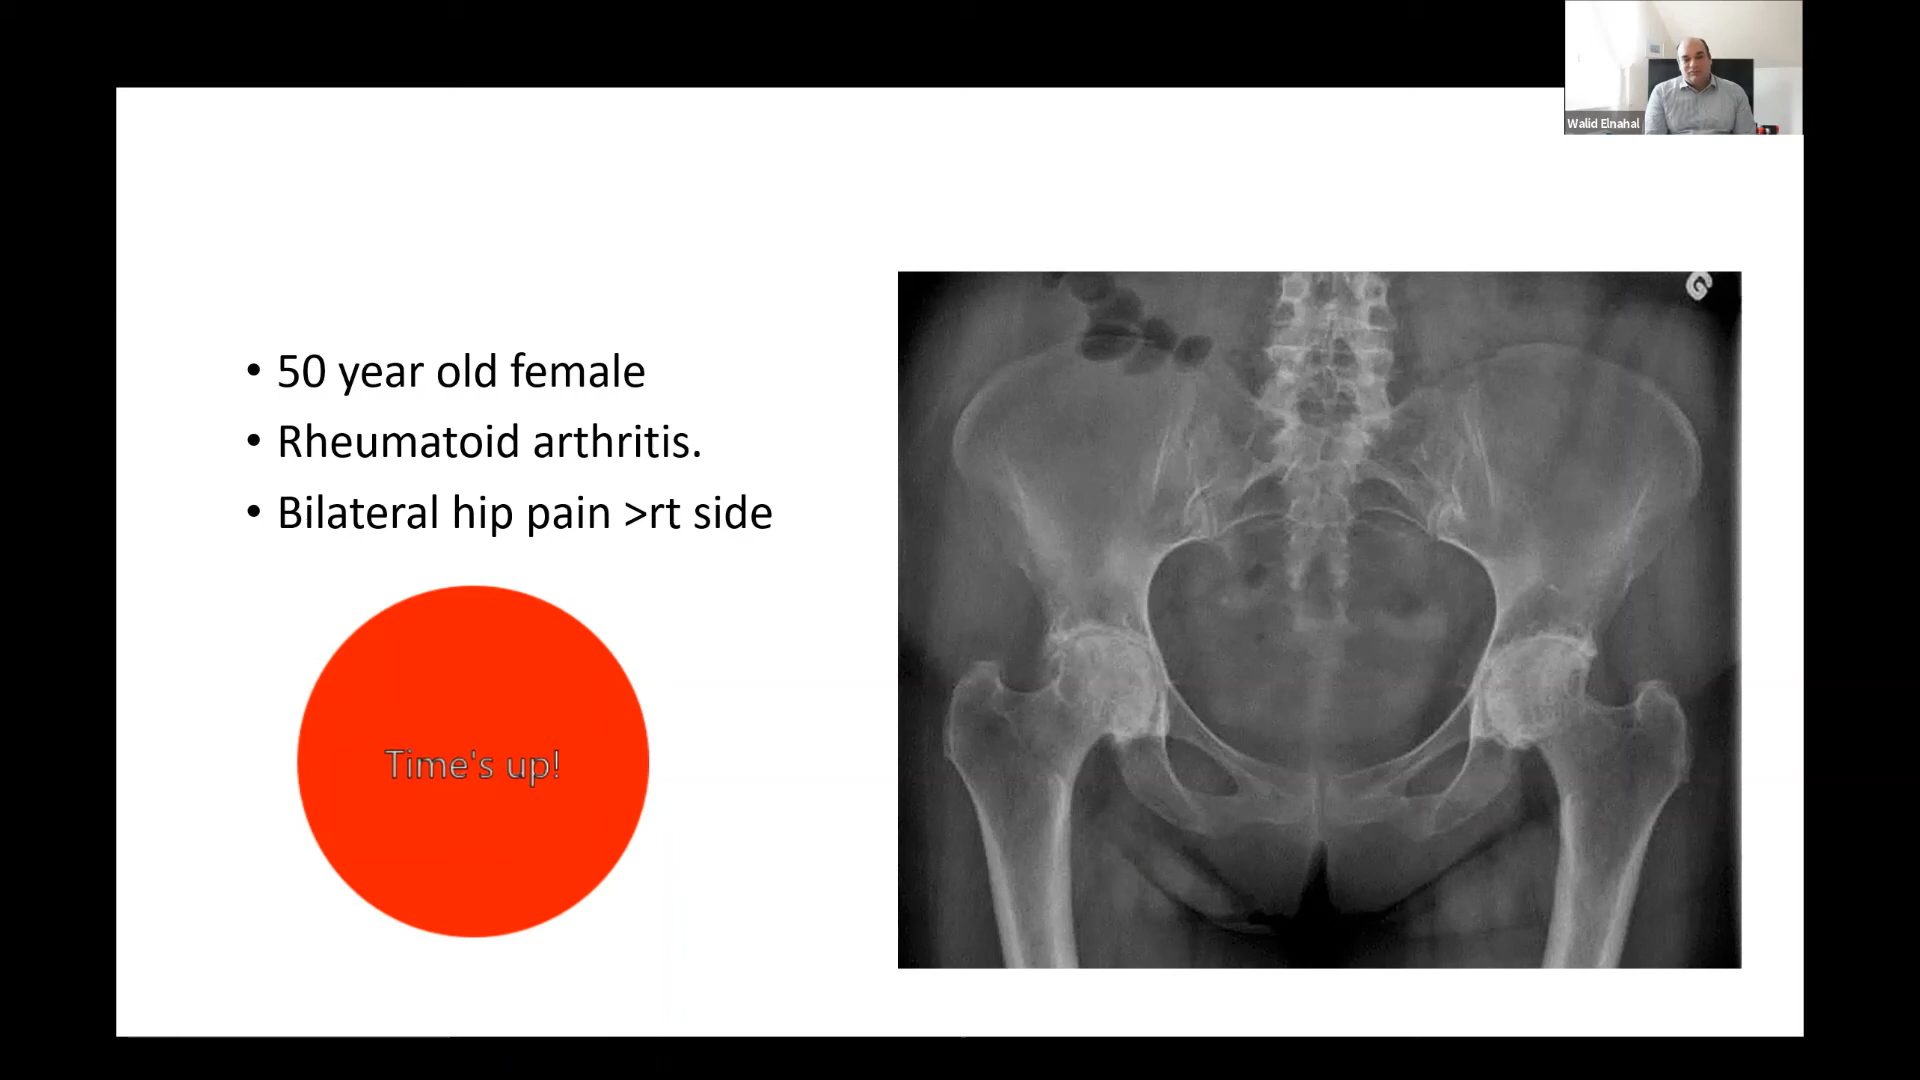 Walid Elnahal
G
• 50 year old female
• Rheumatoid arthritis.
• Bilateral hip pain >rt side
Time's up!